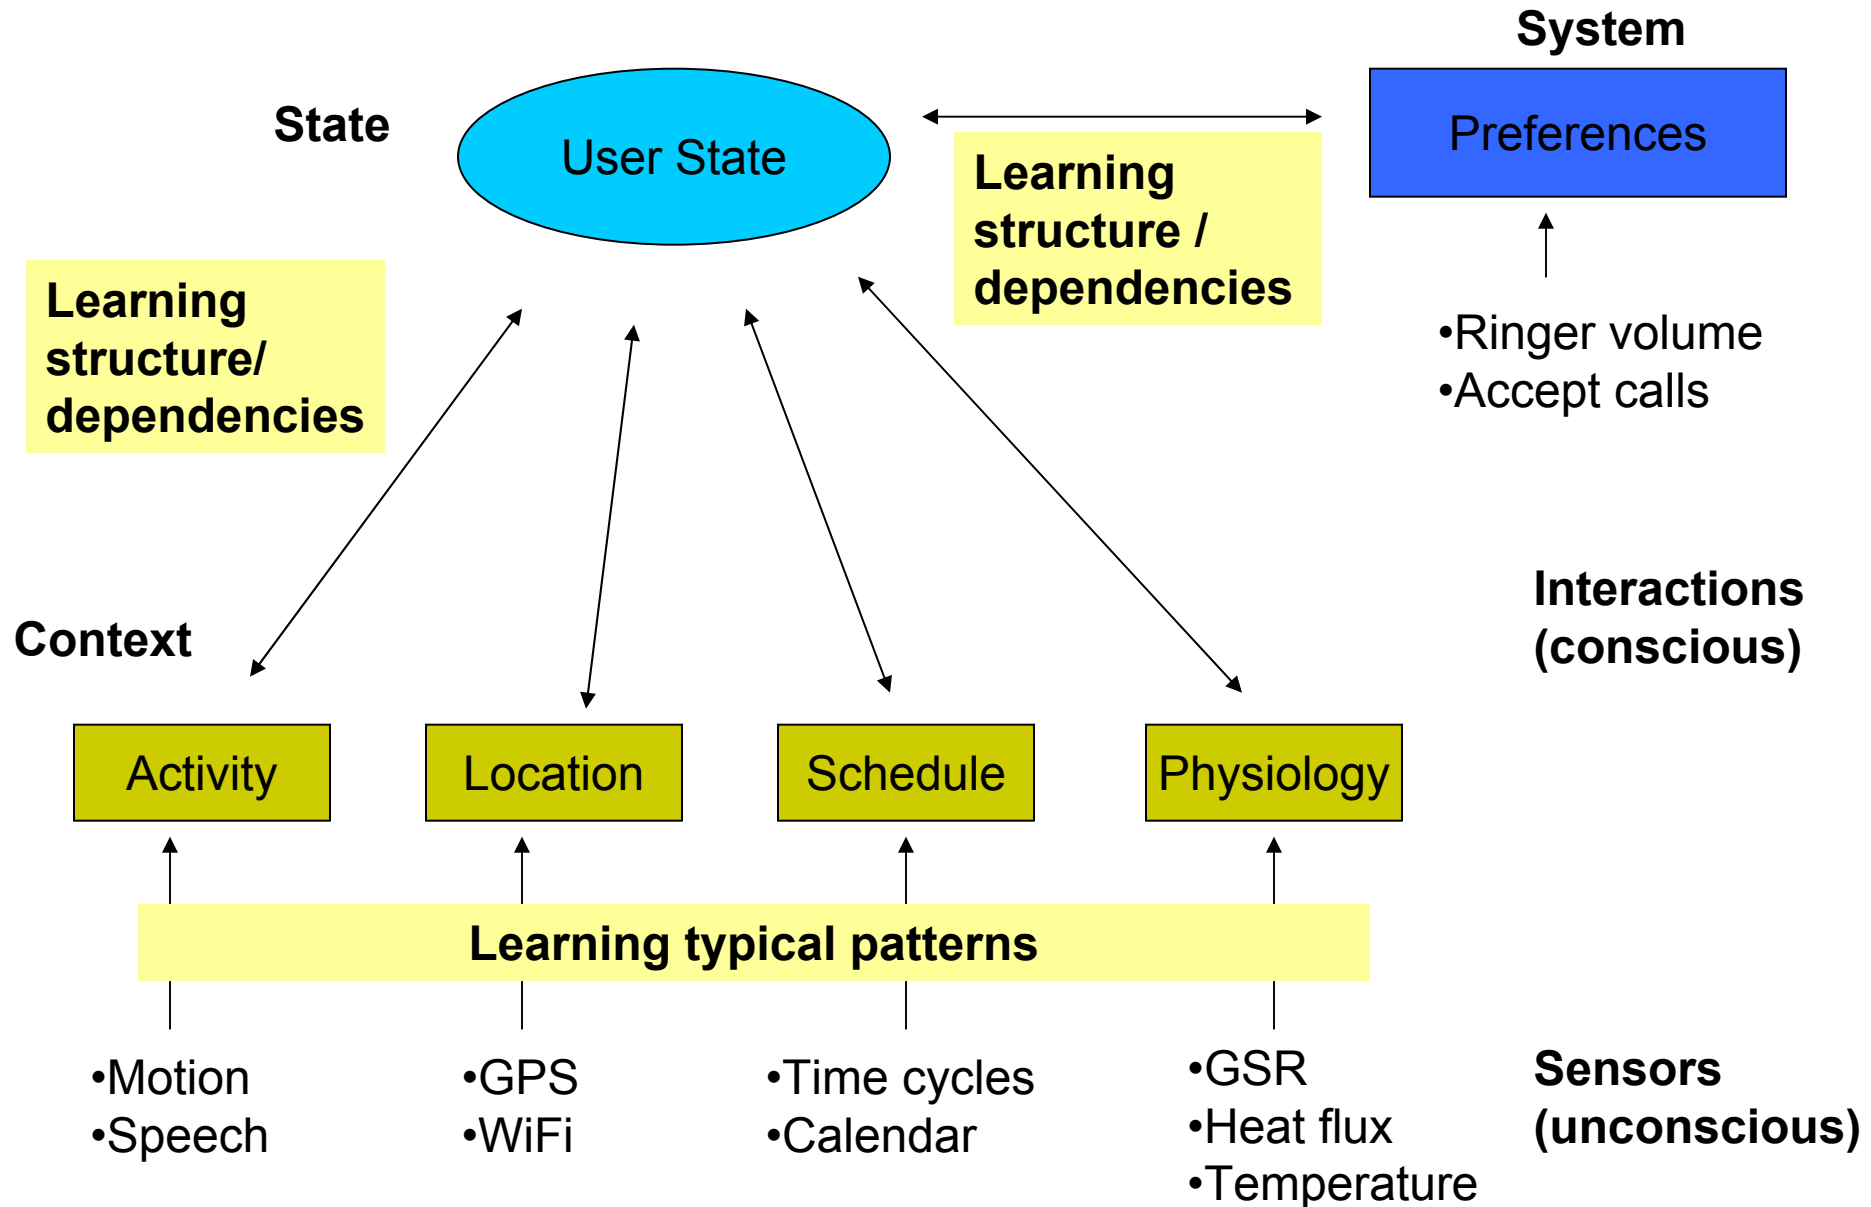 System
State
User State
Preferences
Learning
structure /
dependencies
Learning
structure/
dependencies
•Ringer volume
•Accept calls
Interactions
(conscious)
Context
Activity
Location
Schedule
Physiology
Learning typical patterns
•Motion
•Speech
•GPS
•WiFi
•Time cycles
•Calendar
•GSR
•Heat flux
•Temperature
Sensors
(unconscious)